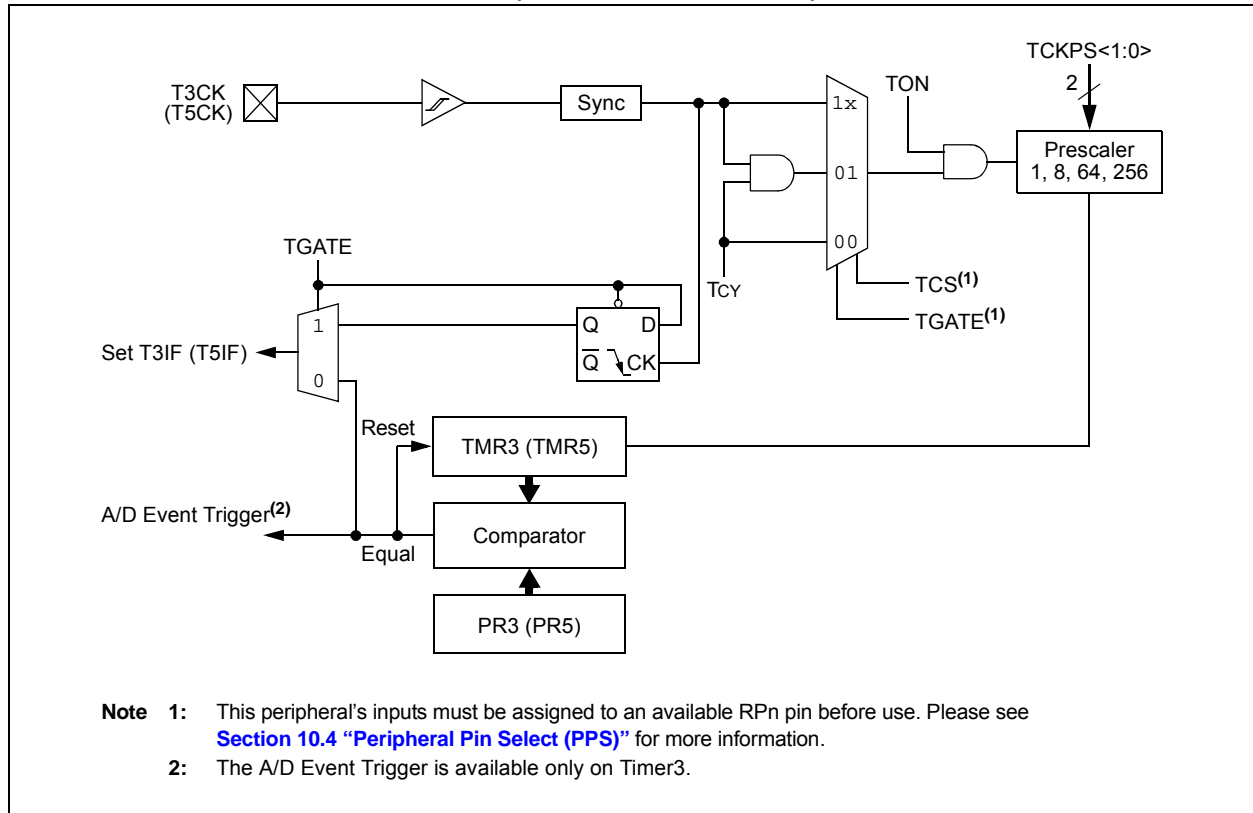 TCKPS<1:0>
2
T3CK
(T5CK)
Sync
1x
TON
Prescaler
1, 8, 64, 256
01
00
TGATE
TCY
TCS(1)
TGATE(1)
1
Q
D
Set T3IF (T5IF)
Q
CK
0
Reset
TMR3 (TMR5)
A/D Event Trigger(2)
Equal
Comparator
PR3 (PR5)
Note 1: This peripheral's inputs must be assigned to an available RPn pin before use. Please see
Section 10.4 “Peripheral Pin Select (PPS)” for more information.
2: The A/D Event Trigger is available only on Timer3.